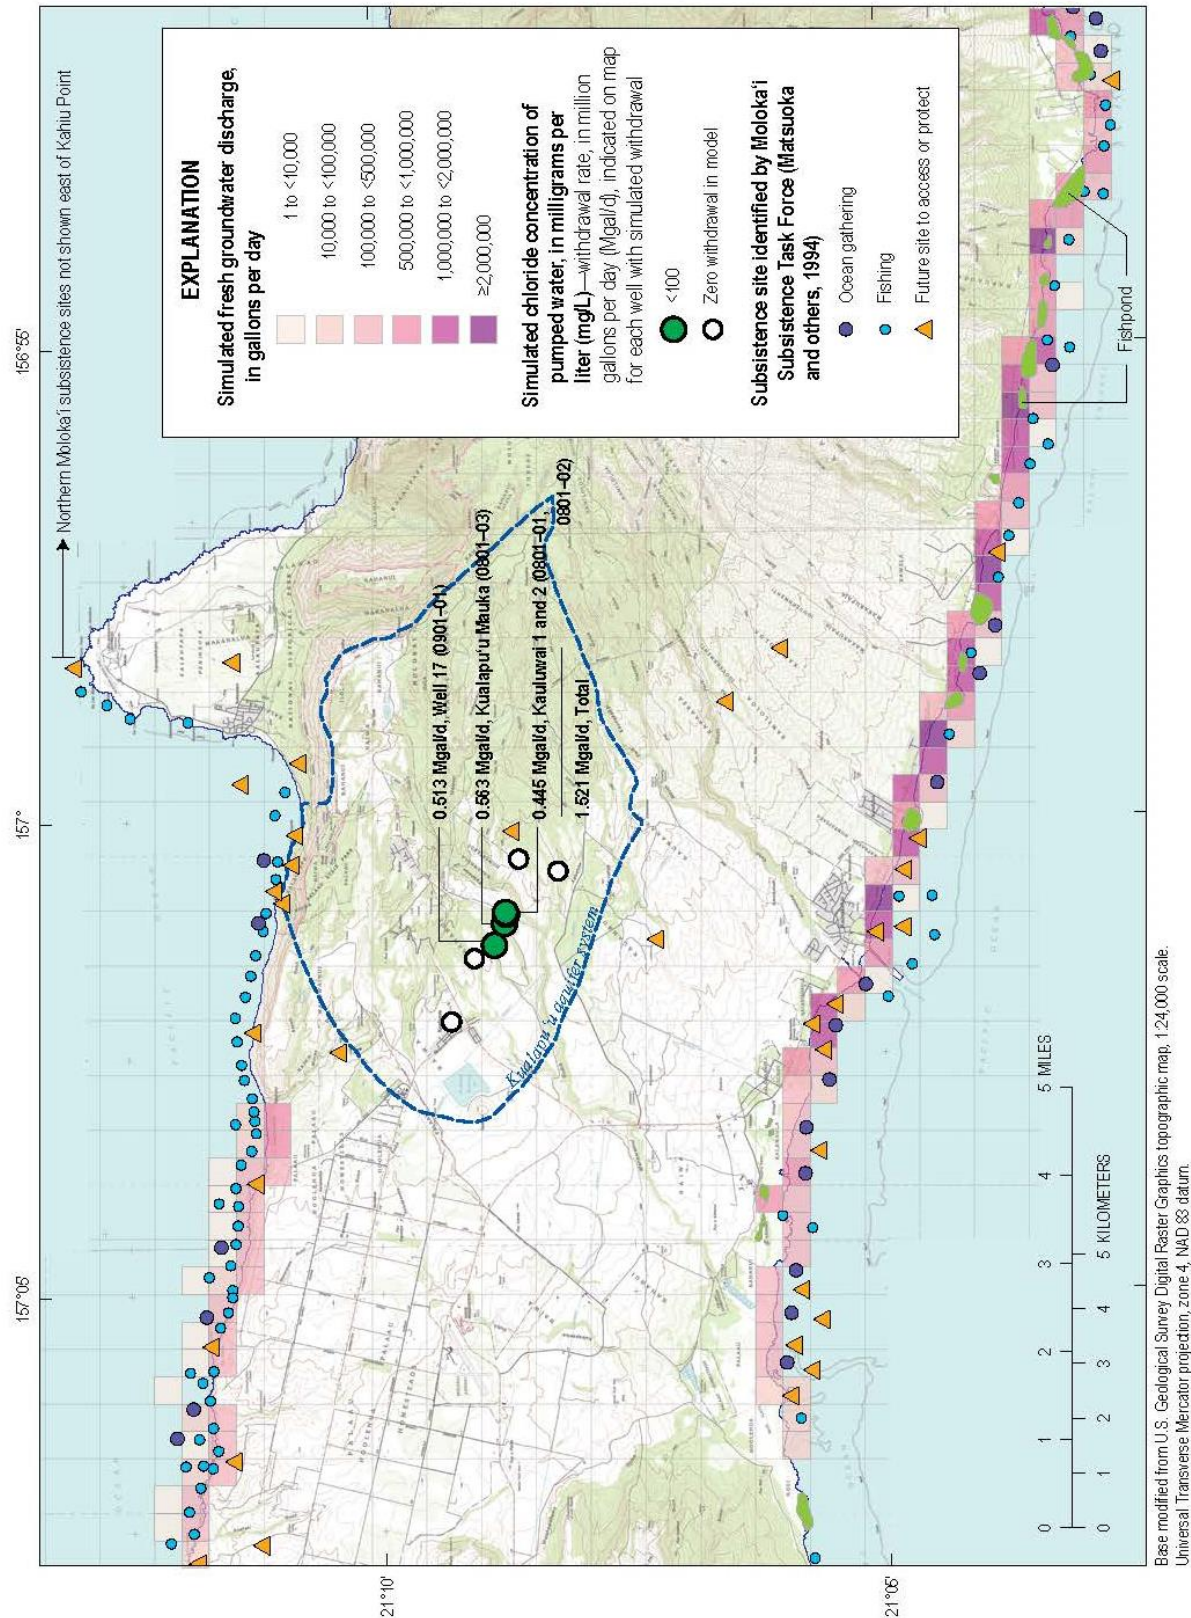 157°05'
157°
156°55'
21°10'
21°05'
Northern Moloka‘i subsistence sites not shown east of Kahiu Point
EXPLANATION
Simulated fresh groundwater discharge,
in gallons per day
1 to <10,000
10,000 to <100,000
100,000 to <500,000
500,000 to <1,000,000
1,000,000 to <2,000,000
≥2,000,000
Simulated chloride concentration of
pumped water, in milligrams per
liter (mg/L)—withdrawal rate, in million
gallons per day (Mgal/d), indicated on map
for each well with simulated withdrawal
<100
Zero withdrawal in model
Subsistence site identified by Moloka‘i
Subsistence Task Force (Matsuoka
and others, 1994)
Ocean gathering
Fishing
Future site to access or protect
0.513 Mgal/d, Well 17 (0901–01)
0.563 Mgal/d, Kualapu‘u Mauka (0801–03)
0.445 Mgal/d, Kauluwai 1 and 2 (0801–01,
0801–02)
1.521 Mgal/d, Total
Kualapu‘u aquifer system
Fishpond
0 1 2 3 4 5 MILES
0 1 2 3 4 5 KILOMETERS
Base modified from U.S. Geological Survey Digital Raster Graphics topographic map, 1:24,000 scale.
Universal Transverse Mercator projection, zone 4, NAD 83 datum.